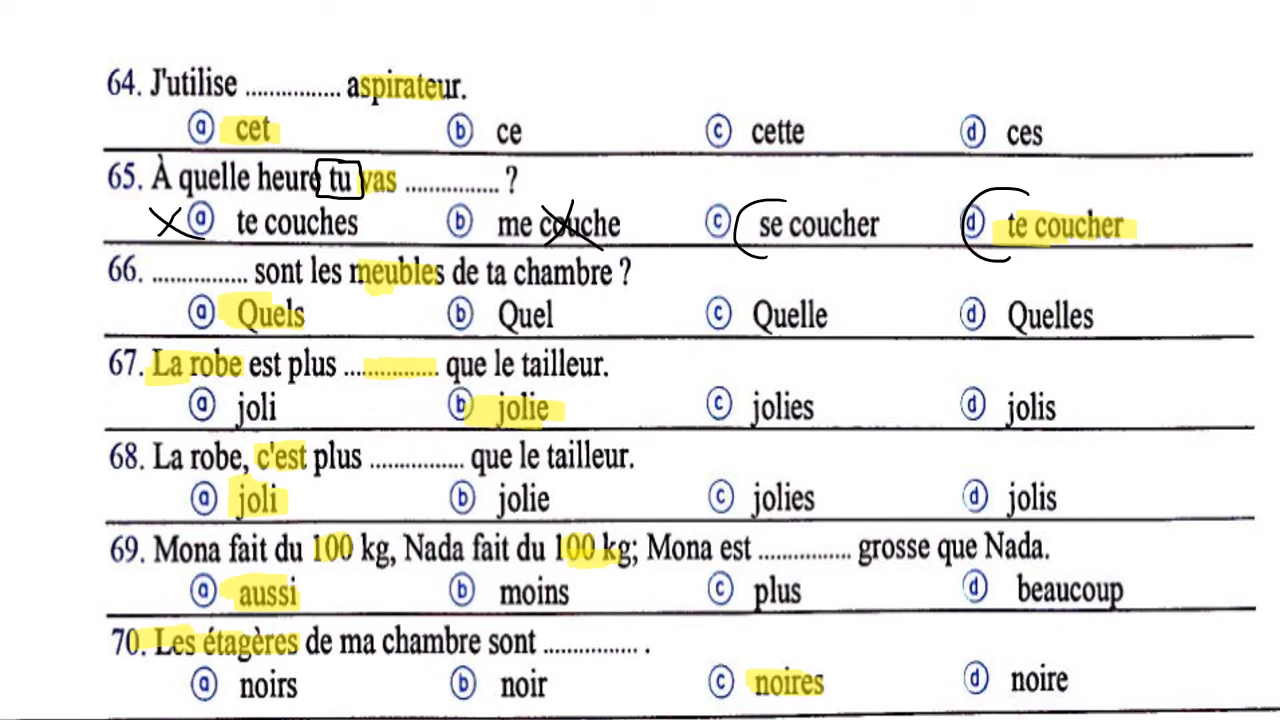 64. J'utilise ................ aspirateur.
ⓐ cet ⓑ ce ⓒ cette ⓓ ces
65. À quelle heure tu vas ................ ?
ⓐ te couches ⓑ me couche ⓒ se coucher ⓓ te coucher
66. ................ sont les meubles de ta chambre ?
ⓐ Quels ⓑ Quel ⓒ Quelle ⓓ Quelles
67. La robe est plus ................ que le tailleur.
ⓐ joli ⓑ jolie ⓒ jolies ⓓ jolis
68. La robe, c'est plus ................ que le tailleur.
ⓐ joli ⓑ jolie ⓒ jolies ⓓ jolis
69. Mona fait du 100 kg, Nada fait du 100 kg; Mona est ................ grosse que Nada.
ⓐ aussi ⓑ moins ⓒ plus ⓓ beaucoup
70. Les étagères de ma chambre sont ................ .
ⓐ noirs ⓑ noir ⓒ noires ⓓ noire